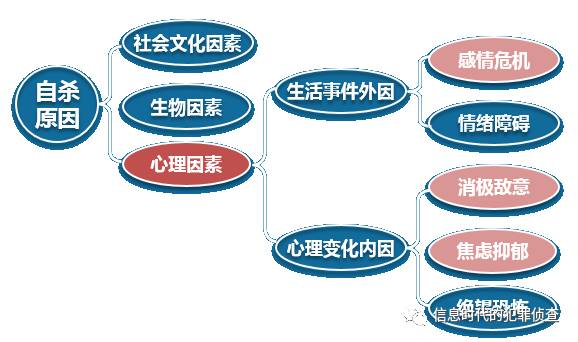 自杀
原因
社会文化因素
生物因素
心理因素
生活事件外因
心理变化内因
感情危机
情绪障碍
消极敌意
焦虑抑郁
绝望恐怖
信息时代的犯罪侦查